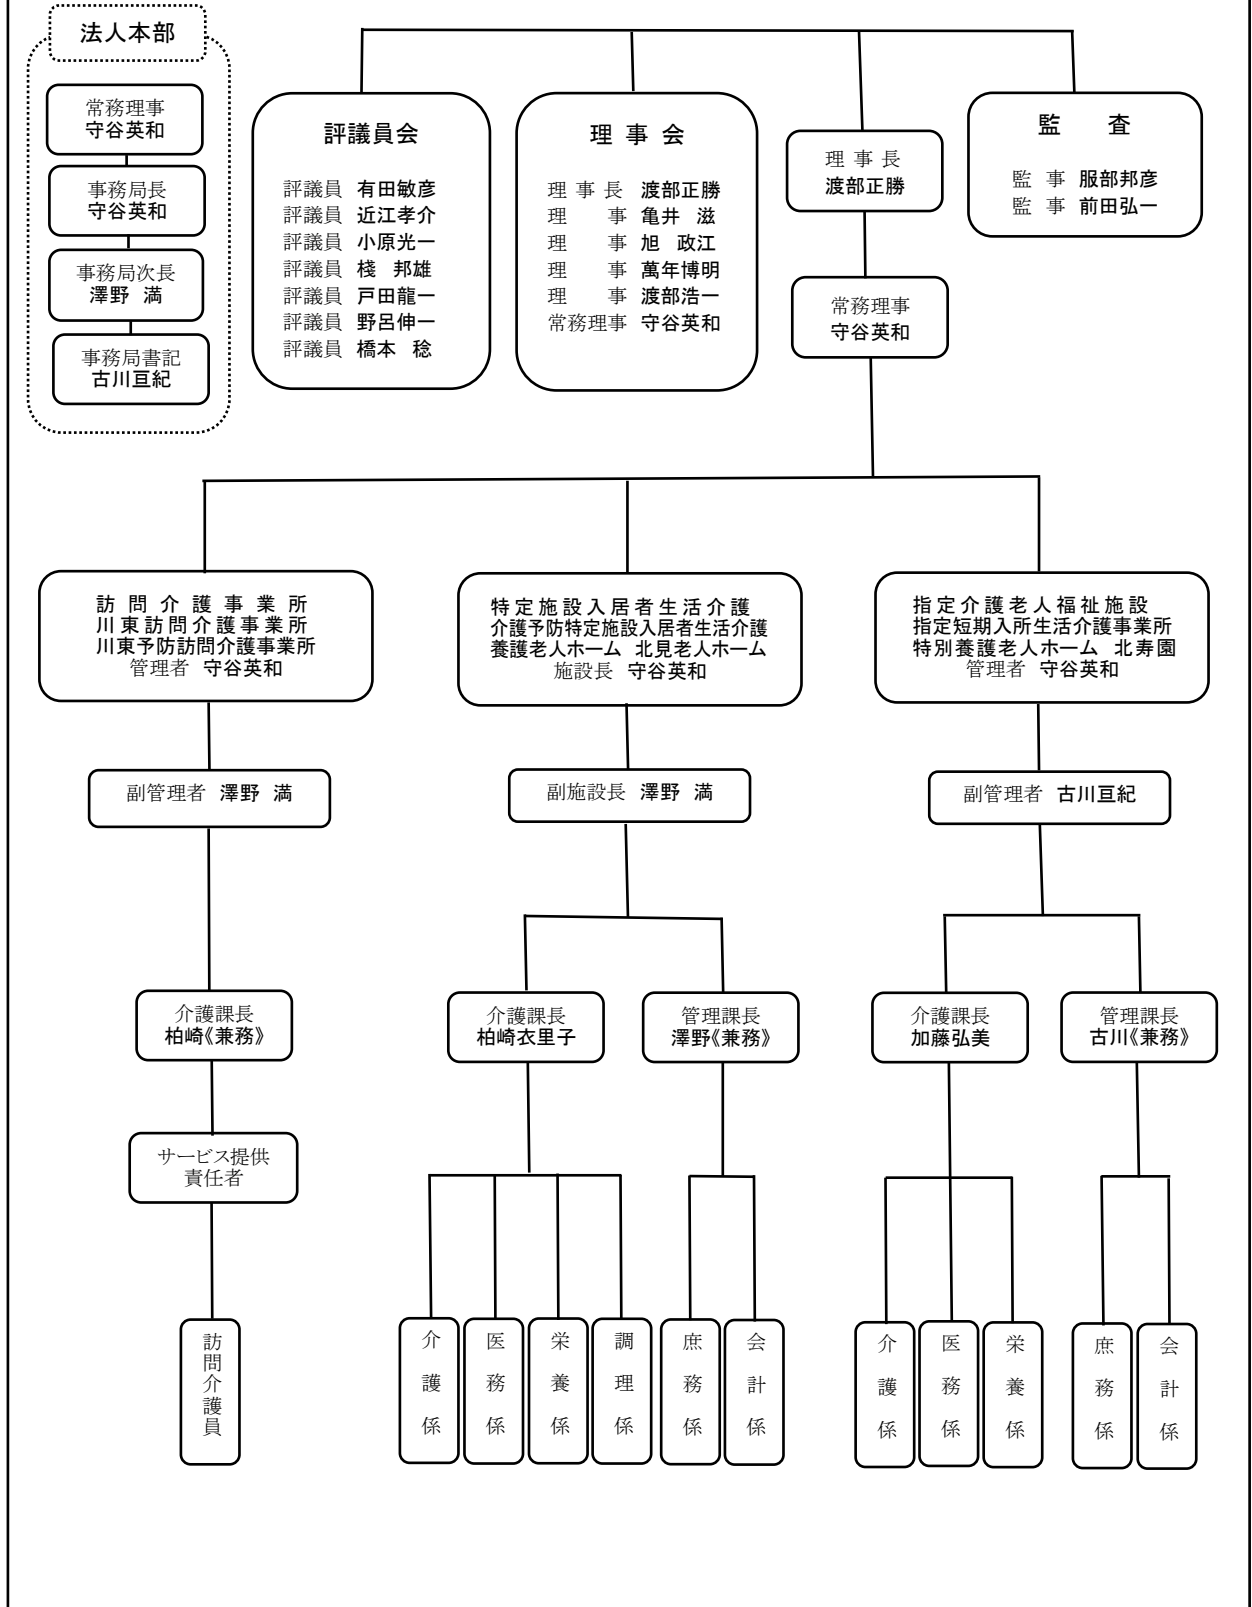 法人本部
常務理事
守谷英和
事務局長
守谷英和
事務局次長
澤野　満
事務局書記
古川亘紀
評議員会
評議員 有田敏彦
評議員 近江孝介
評議員 小原光一
評議員 棧　邦雄
評議員 戸田龍一
評議員 野呂伸一
評議員 橋本　稔
理 事 会
理 事 長 渡部正勝
理　　事 亀井　滋
理　　事 旭　政江
理　　事 萬年博明
理　　事 渡部浩一
常務理事 守谷英和
理 事 長
渡部正勝
常務理事
守谷英和
監　　査
監　事 服部邦彦
監　事 前田弘一
訪 問 介 護 事 業 所
川東訪問介護事業所
川東予防訪問介護事業所
管理者 守谷英和
副管理者 澤野　満
介護課長
柏崎《兼務》
サービス提供
責任者
訪問介護員
特定施設入居者生活介護
介護予防特定施設入居者生活介護
養護老人ホーム 北見老人ホーム
施設長 守谷英和
副施設長 澤野　満
介護課長
柏崎衣里子
管理課長
澤野《兼務》
介護係
医務係
栄養係
調理係
庶務係
会計係
指定介護老人福祉施設
指定短期入所生活介護事業所
特別養護老人ホーム 北寿園
管理者 守谷英和
副管理者 古川亘紀
介護課長
加藤弘美
管理課長
古川《兼務》
介護係
医務係
栄養係
庶務係
会計係